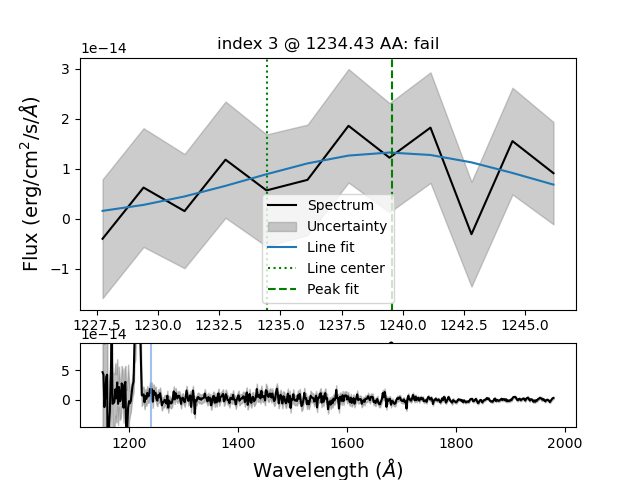 index 3 @ 1234.43 AA: fail
1e−14
3
2
1
0
−1
Flux (erg/cm²/s/Å)
Spectrum
Uncertainty
Line fit
Line center
Peak fit
1227.5 1230.0 1232.5 1235.0 1237.5 1240.0 1242.5 1245.0
1e−14
5
0
1200 1400 1600 1800 2000
Wavelength (Å)